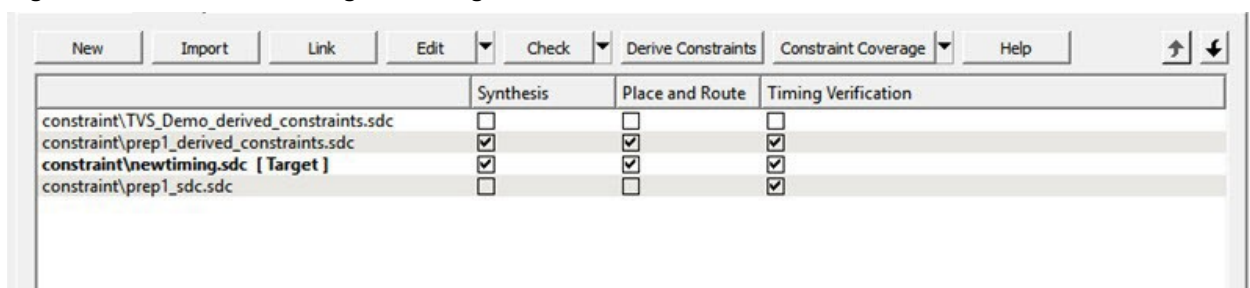 New Import Link Edit Check Derive Constraints Constraint Coverage Help
Synthesis Place and Route Timing Verification
constraint\TVS_Demo_derived_constraints.sdc
constraint\prep1_derived_constraints.sdc
constraint\newtiming.sdc [ Target ]
constraint\prep1_sdc.sdc